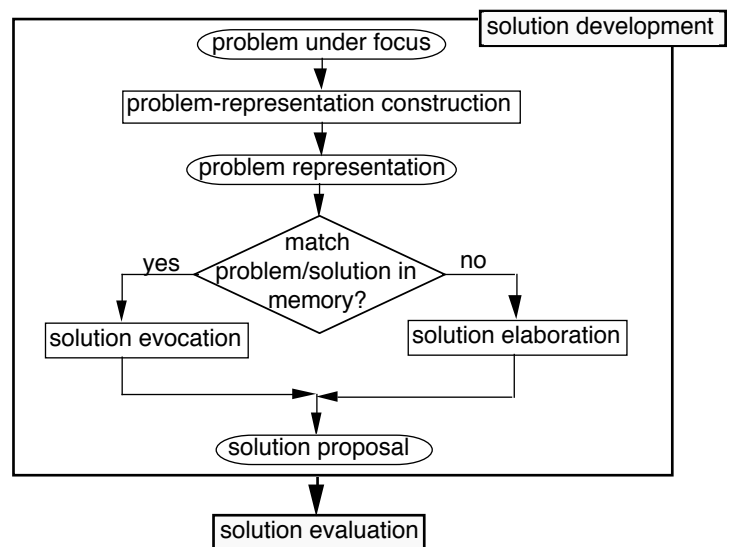 solution development
problem under focus
problem-representation construction
problem representation
match
problem/solution in
memory?
yes
no
solution evocation
solution elaboration
solution proposal
solution evaluation